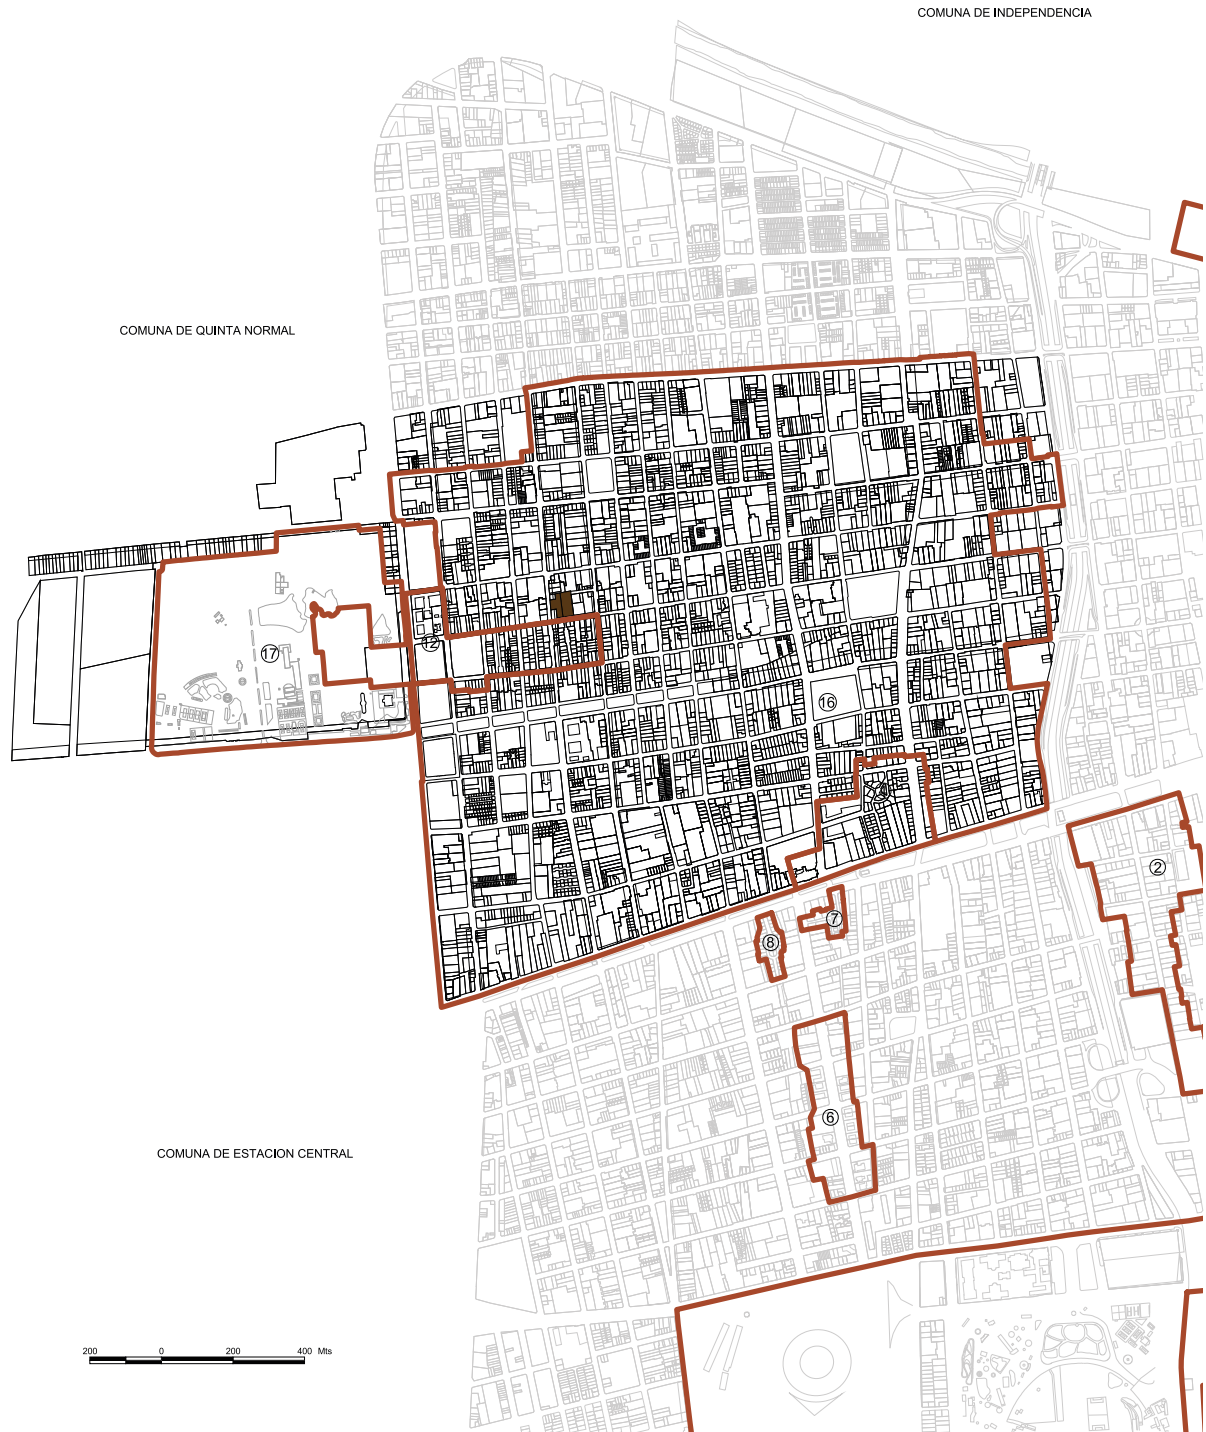 COMUNA DE INDEPENDENCIA
COMUNA DE QUINTA NORMAL
17
12
16
4
2
7
8
6
COMUNA DE ESTACION CENTRAL
200 0 200 400 Mts